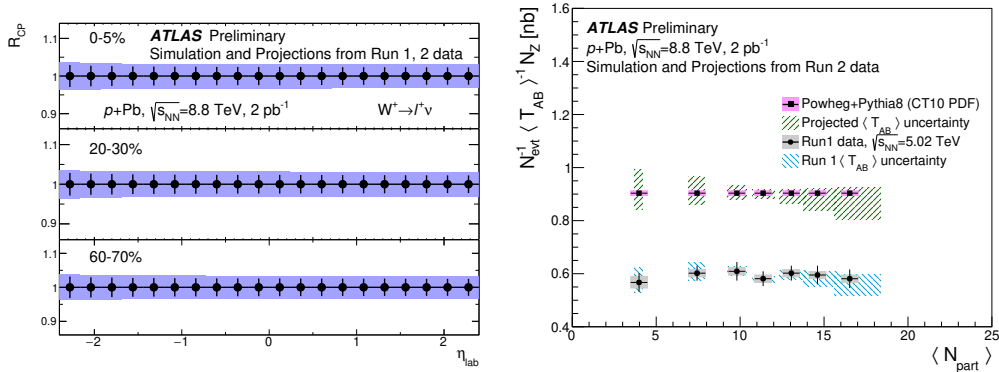 R_CP
1.1
1
0.9
0-5%
ATLAS Preliminary
Simulation and Projections from Run 1, 2 data
p+Pb, √s_NN=8.8 TeV, 2 pb⁻¹
W⁺→l⁺ν
1.1
1
0.9
20-30%
1.1
1
0.9
60-70%
−2 −1 0 1 2
η_lab
N_evt⁻¹ ⟨ T_AB ⟩⁻¹ N_Z [nb]
1.6
1.4
1.2
1
0.8
0.6
0.4
ATLAS Preliminary
p+Pb, √s_NN=8.8 TeV, 2 pb⁻¹
Simulation and Projections from Run 2 data
Powheg+Pythia8 (CT10 PDF)
Projected ⟨ T_AB ⟩ uncertainty
Run1 data, √s_NN=5.02 TeV
Run 1 ⟨ T_AB ⟩ uncertainty
0 5 10 15 20 25
⟨ N_part ⟩